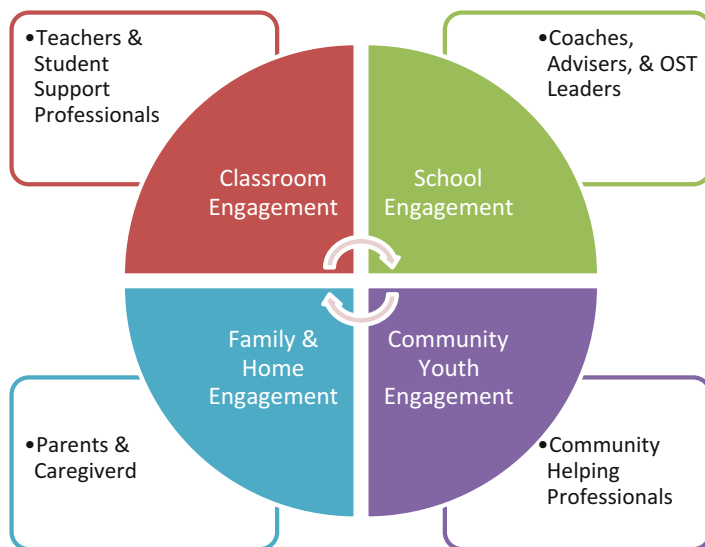 •Teachers &
Student
Support
Professionals
•Coaches,
Advisers, & OST
Leaders
Classroom
Engagement
School
Engagement
Family &
Home
Engagement
Community
Youth
Engagement
•Parents &
Caregiverd
•Community
Helping
Professionals